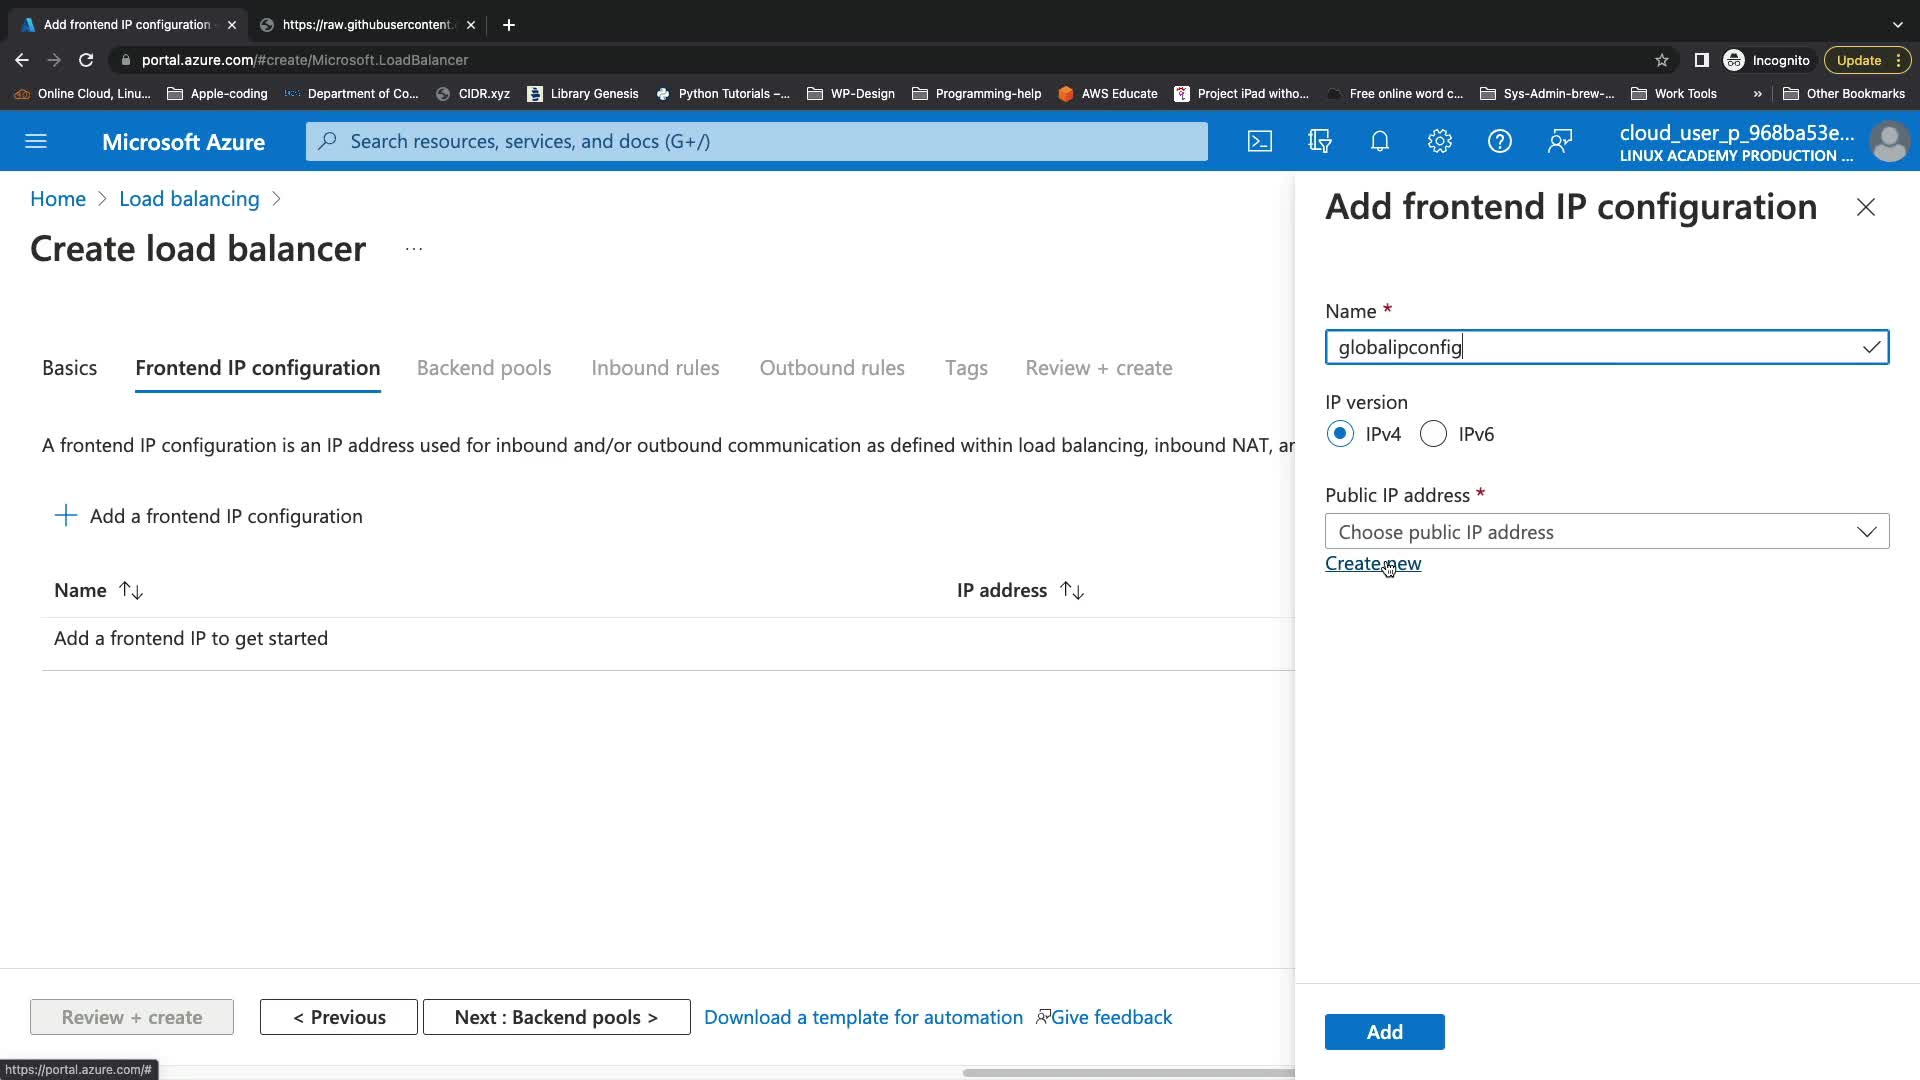 Add frontend IP configuration
https://raw.githubusercontent.
portal.azure.com/#create/Microsoft.LoadBalancer
Incognito
Update
Online Cloud, Linu...
Apple-coding
Department of Co...
CIDR.xyz
Library Genesis
Python Tutorials –...
WP-Design
Programming-help
AWS Educate
Project iPad witho...
Free online word c...
Sys-Admin-brew-...
Work Tools
»
Other Bookmarks
Microsoft Azure
Search resources, services, and docs (G+/)
cloud_user_p_968ba53e...
LINUX ACADEMY PRODUCTION ...
Home > Load balancing >
Create load balancer ...
Basics
Frontend IP configuration
Backend pools
Inbound rules
Outbound rules
Tags
Review + create
A frontend IP configuration is an IP address used for inbound and/or outbound communication as defined within load balancing, inbound NAT, ar
+ Add a frontend IP configuration
Name ↑↓
IP address ↑↓
Add a frontend IP to get started
Review + create
< Previous
Next : Backend pools >
Download a template for automation
Give feedback
https://portal.azure.com/#
Add frontend IP configuration
Name *
globalipconfig
IP version
IPv4
IPv6
Public IP address *
Choose public IP address
Create new
Add